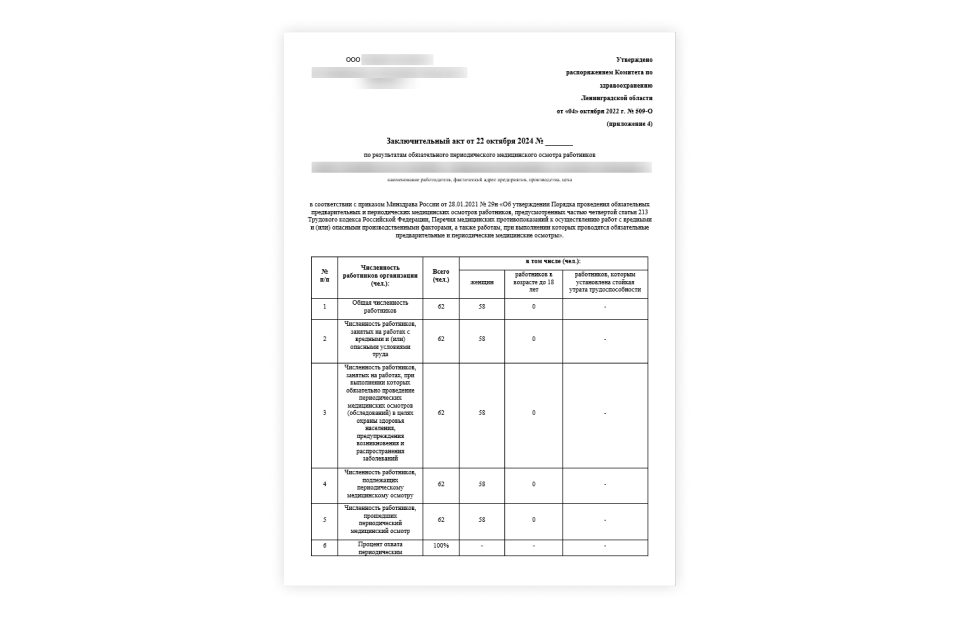 ООО
Утверждено
распоряжением Комитета по
здравоохранению
Ленинградской области
от «04» октября 2022 г. № 509-О
(приложение 4)
Заключительный акт от 22 октября 2024 № ______
по результатам обязательного периодического медицинского осмотра работников
наименование работодателя, фактический адрес предприятия, производства, цеха
в соответствии с приказом Минздрава России от 28.01.2021 № 29н «Об утверждении Порядка проведения обязательных
предварительных и периодических медицинских осмотров работников, предусмотренных частью четвертой статьи 213
Трудового кодекса Российской Федерации, Перечня медицинских противопоказаний к осуществлению работ с вредными
и (или) опасными производственными факторами, а также работам, при выполнении которых проводятся обязательные
предварительные и периодические медицинские осмотры».
№
п/п
Численность
работников организации
(чел.):
Всего
(чел.)
в том числе (чел.):
женщин
работников в
возрасте до 18
лет
работников, которым
установлена стойкая
утрата трудоспособности
1
Общая численность
работников
62
58
0
-
2
Численность работников,
занятых на работах с
вредными и (или)
опасными условиями
труда
62
58
0
-
3
Численность работников,
занятых на работах, при
выполнении которых
обязательно проведение
периодических
медицинских осмотров
(обследований) в целях
охраны здоровья
населения,
предупреждения
возникновения и
распространения
заболеваний
62
58
0
-
4
Численность работников,
подлежащих
периодическому
медицинскому осмотру
62
58
0
-
5
Численность работников,
прошедших
периодический
медицинский осмотр
62
58
0
-
6
Процент охвата
периодическим
100%
-
-
-